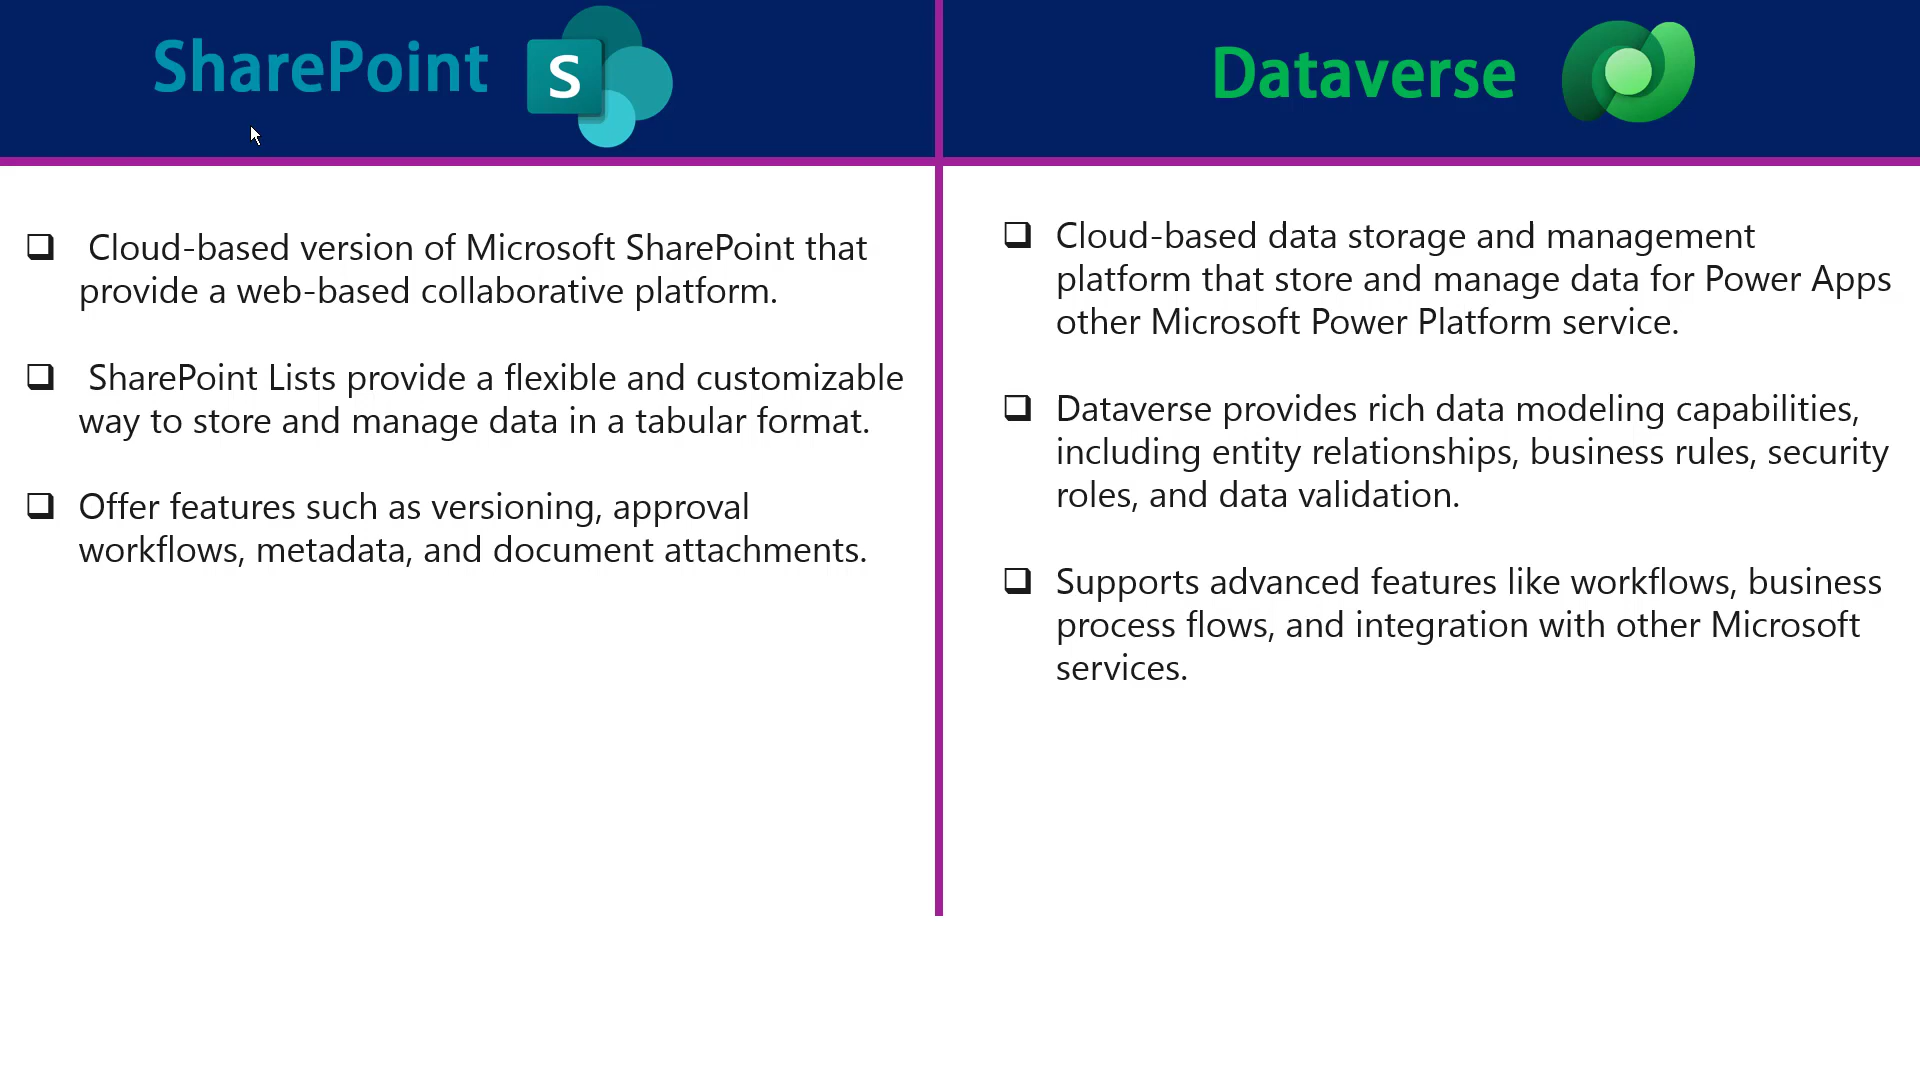 SharePoint
S
Cloud-based version of Microsoft SharePoint that
provide a web-based collaborative platform.
SharePoint Lists provide a flexible and customizable
way to store and manage data in a tabular format.
Offer features such as versioning, approval
workflows, metadata, and document attachments.
Dataverse
Cloud-based data storage and management
platform that store and manage data for Power Apps
other Microsoft Power Platform service.
Dataverse provides rich data modeling capabilities,
including entity relationships, business rules, security
roles, and data validation.
Supports advanced features like workflows, business
process flows, and integration with other Microsoft
services.